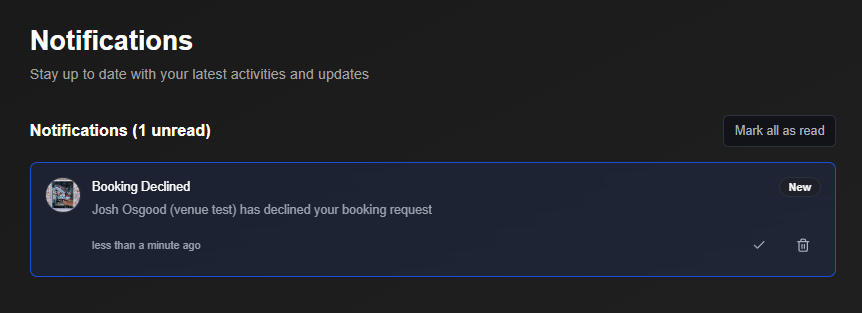 Notifications
Stay up to date with your latest activities and updates
Notifications (1 unread)
Mark all as read
Booking Declined
New
Josh Osgood (venue test) has declined your booking request
less than a minute ago